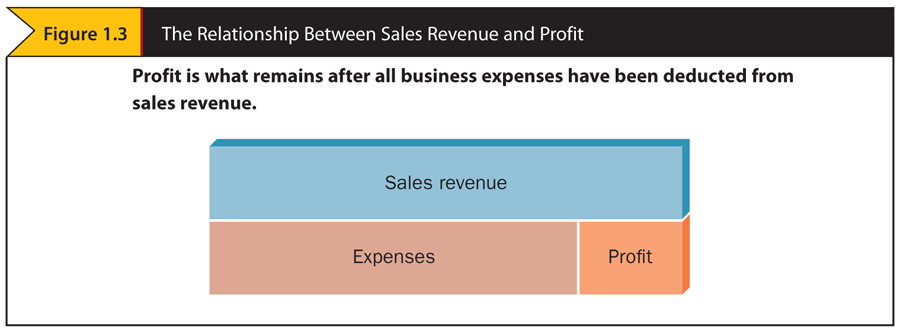 Figure 1.3
The Relationship Between Sales Revenue and Profit
Profit is what remains after all business expenses have been deducted from
sales revenue.
Sales revenue
Expenses
Profit